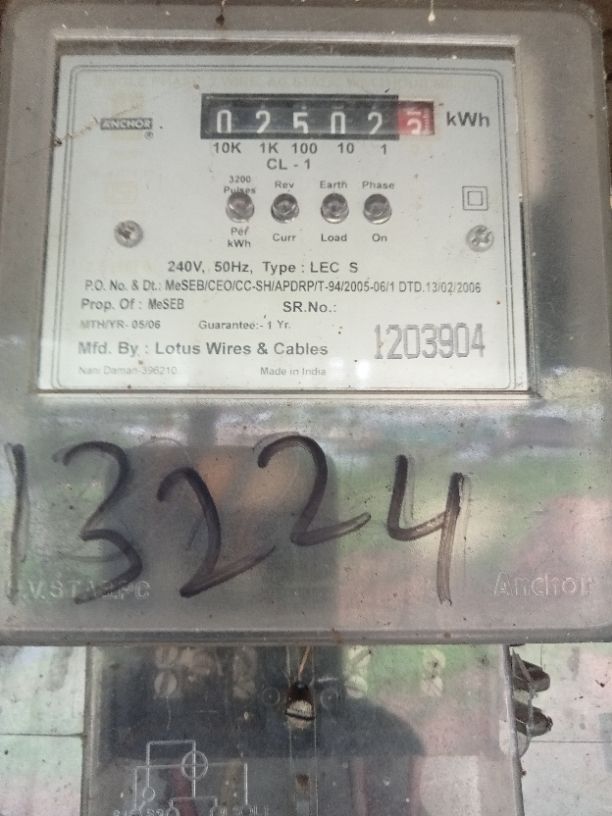 ANCHOR ®
02502 kWh
10K 1K 100 10 1
CL - 1
3200 Pulses Per kWh
Rev Curr
Earth Load
Phase On
240V, 50Hz, Type : LEC S
P.O. No. & Dt.: MeSEB/CEO/CC-SH/APDRP/T-94/2005-06/1 DTD.13/02/2006
Prop. Of : MeSEB SR.No.:
MTH/YR- 05/06 Guarantee:- 1 Yr. 1203904
Mfd. By : Lotus Wires & Cables
Nani Daman-396210 Made in India
13224
Anchor